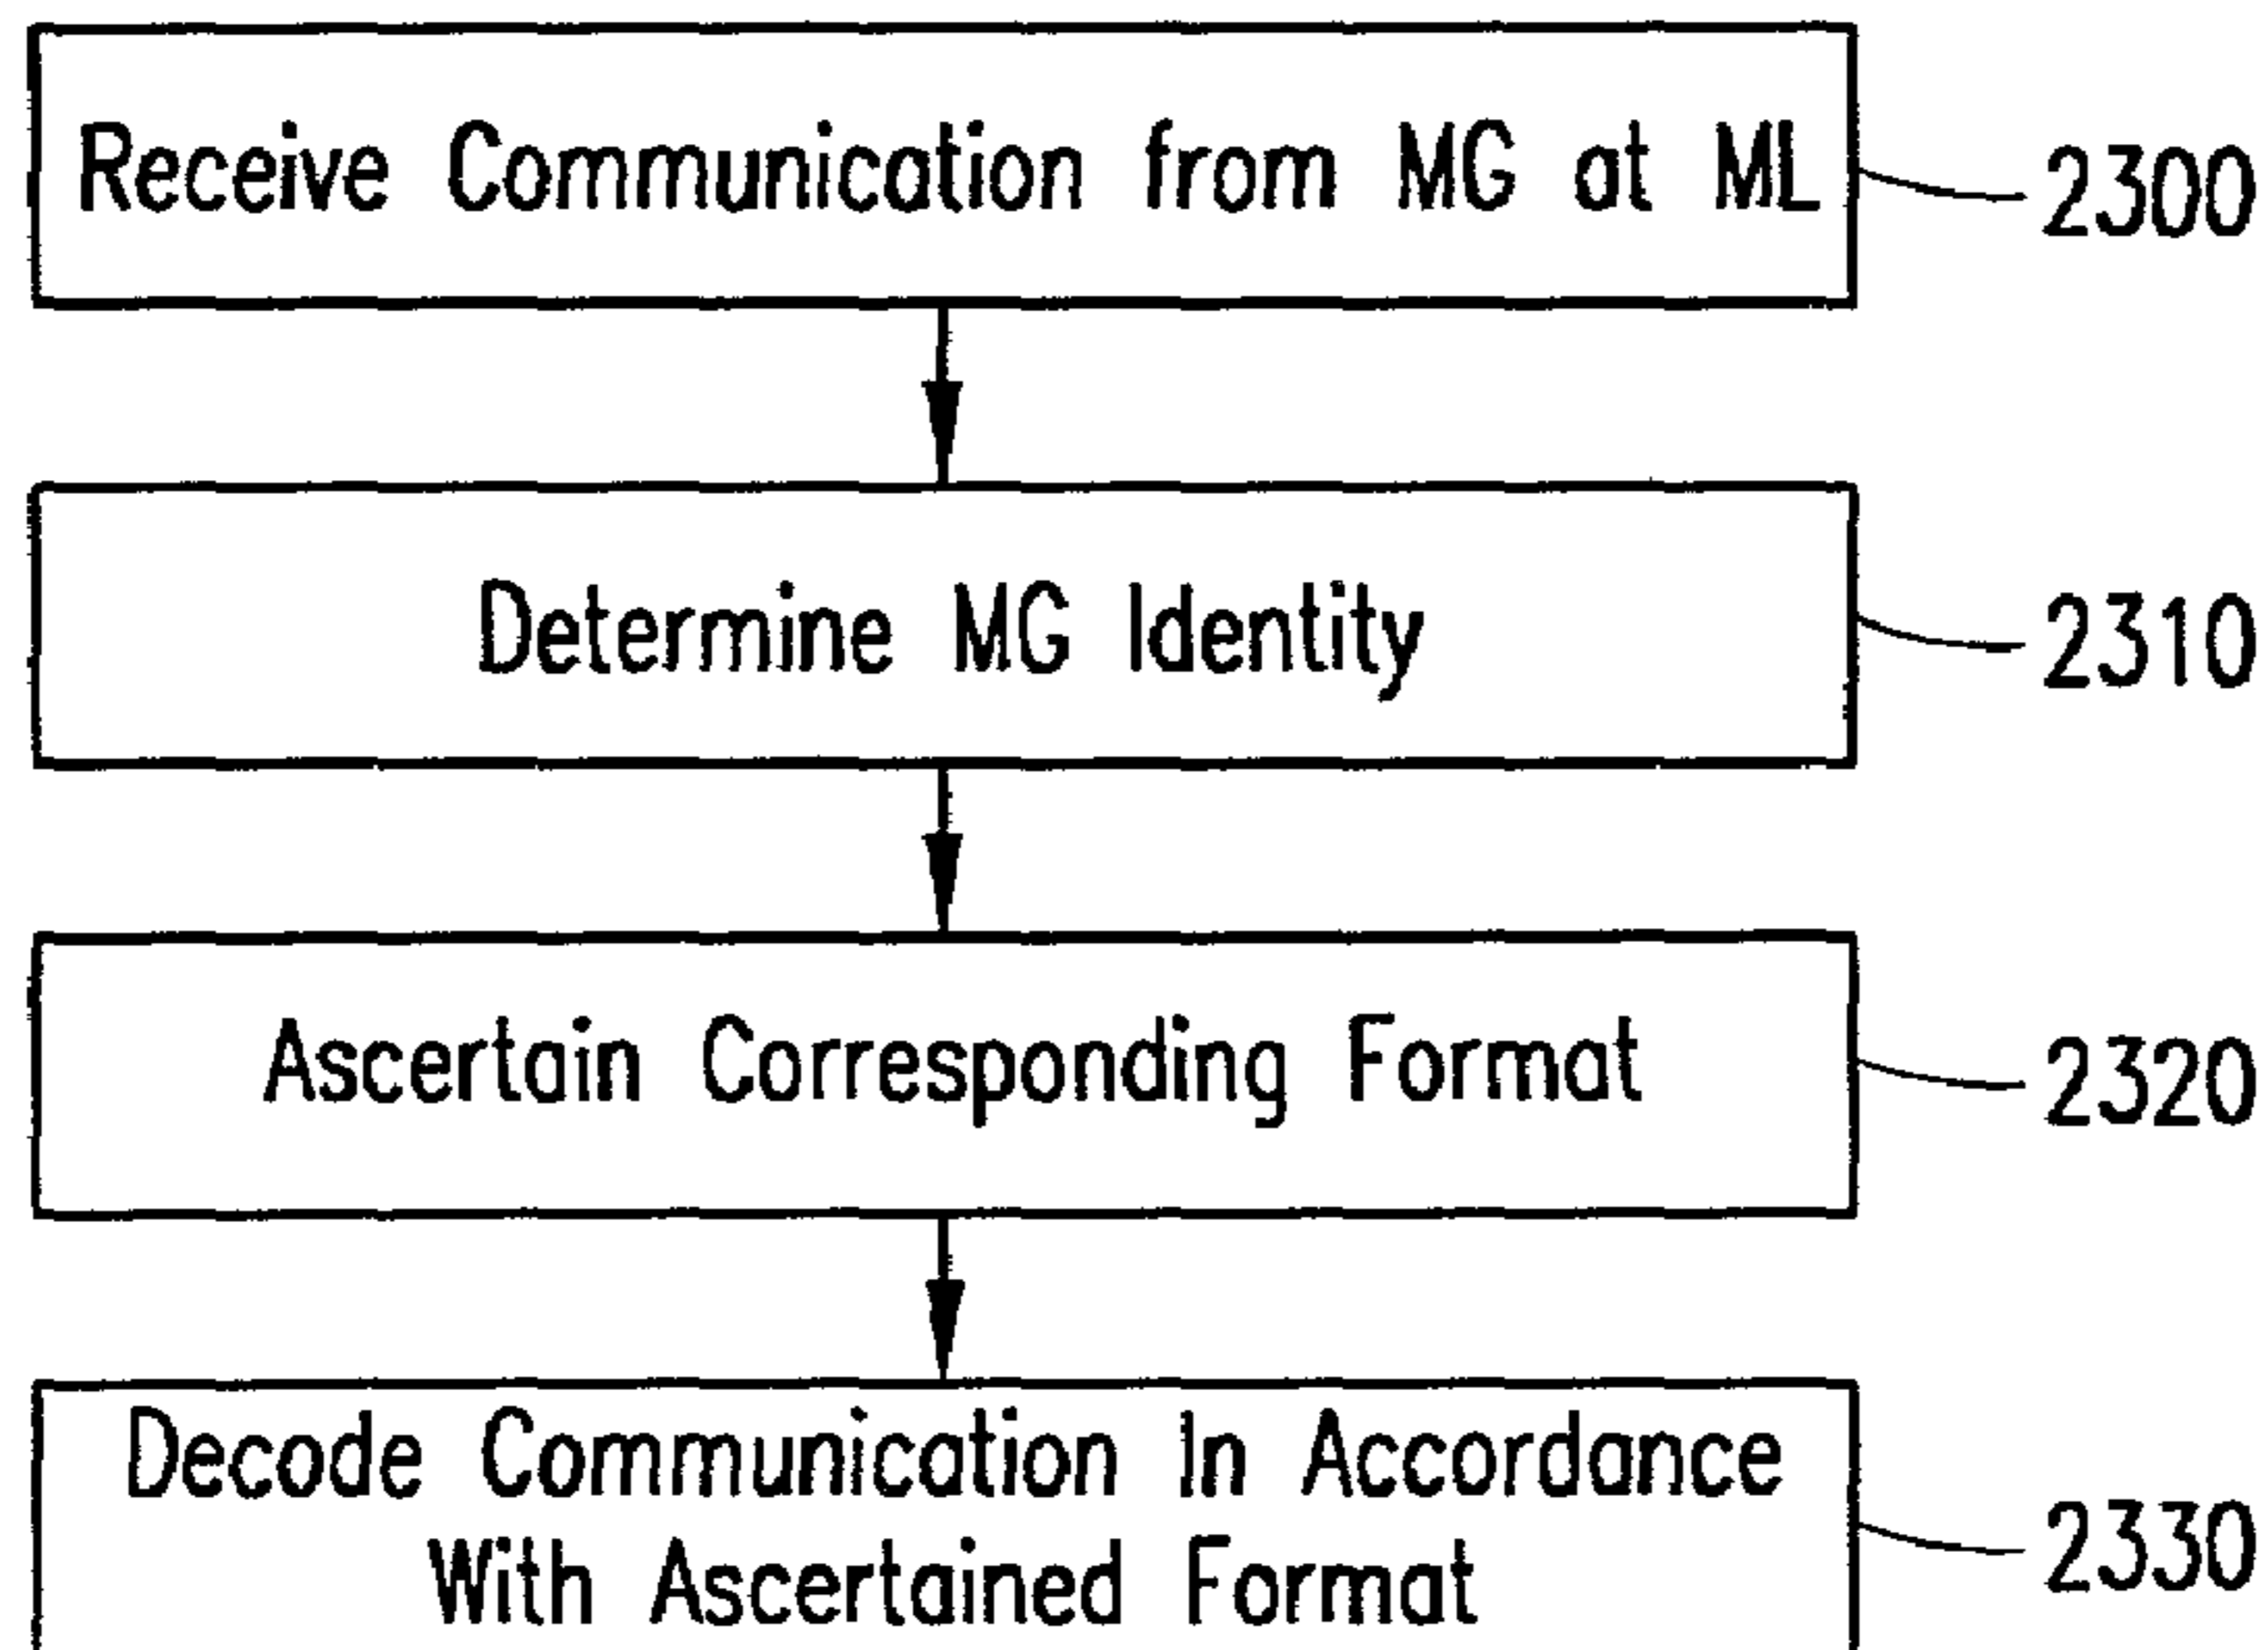 Receive Communication from MG at ML
2300
Determine MG Identity
2310
Ascertain Corresponding Format
2320
Decode Communication In Accordance
With Ascertained Format
2330